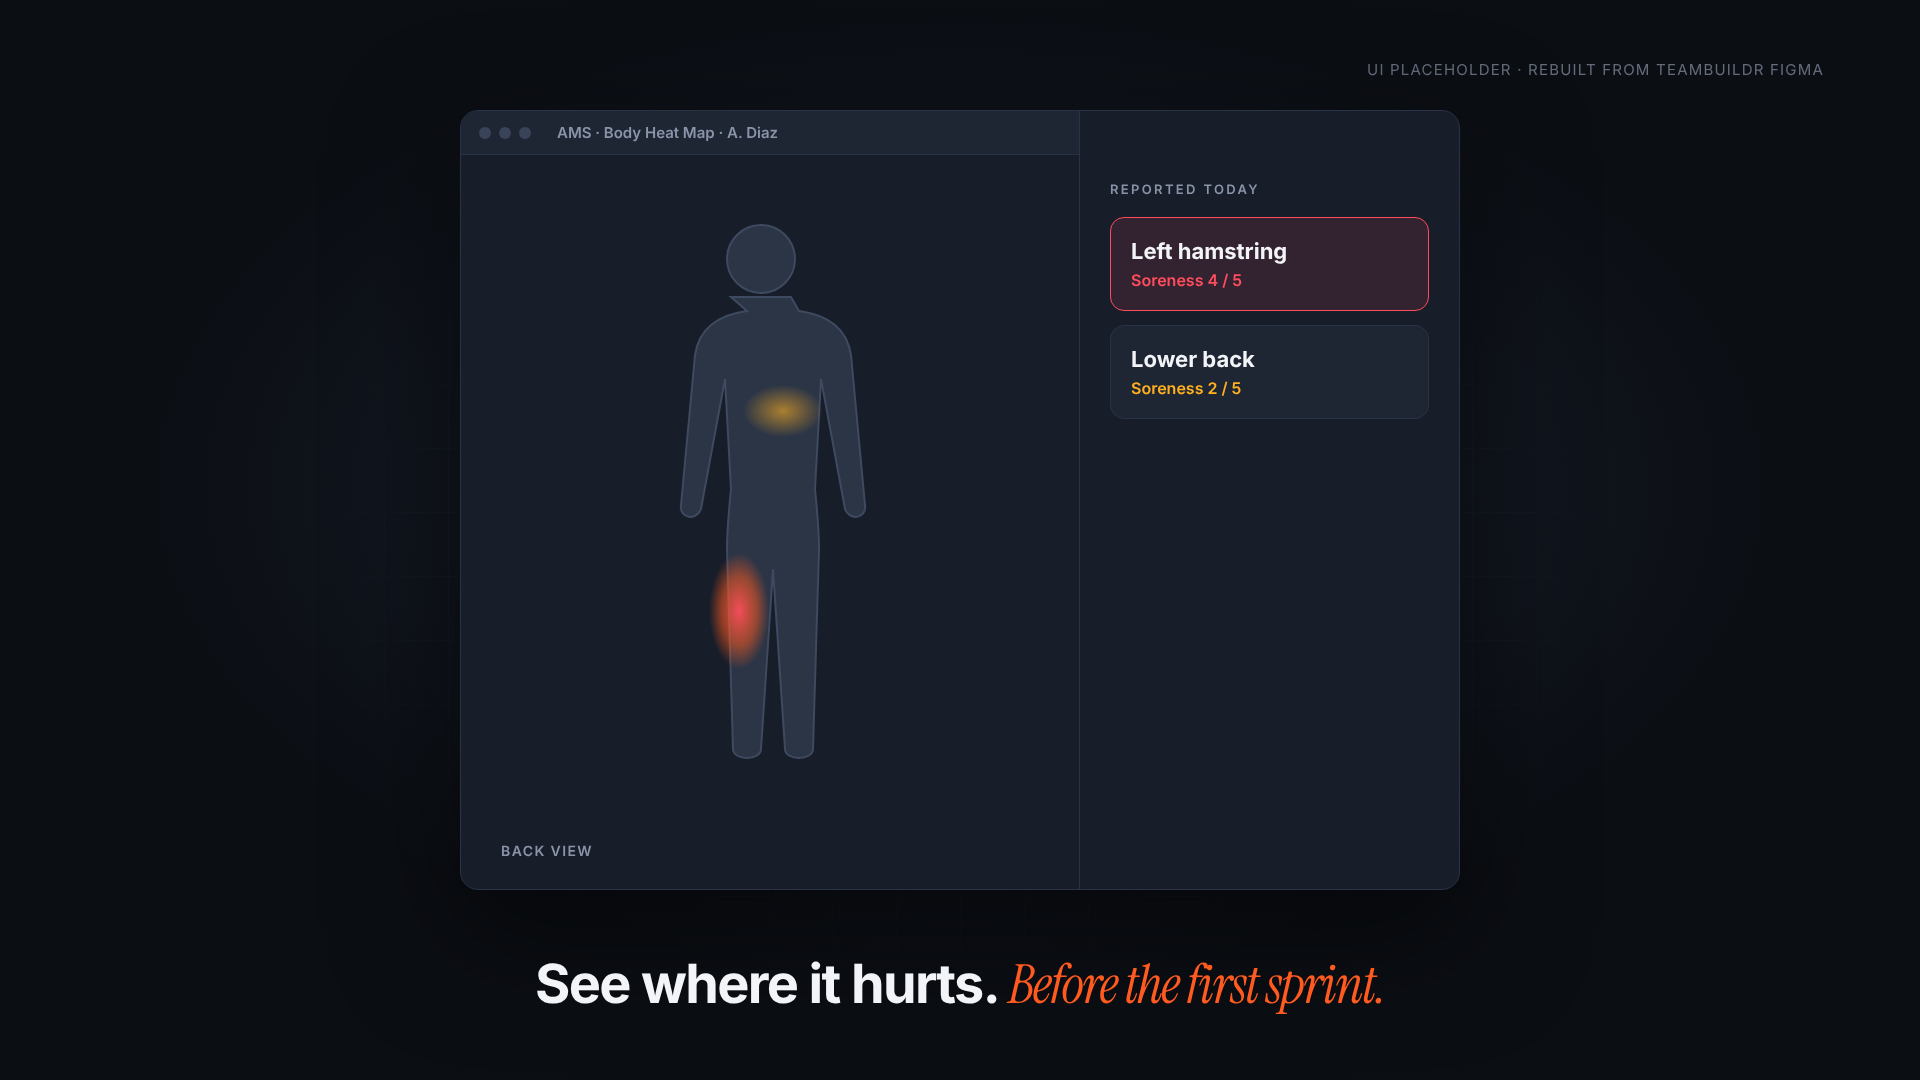 UI PLACEHOLDER · REBUILT FROM TEAMBUILDR FIGMA
AMS · Body Heat Map · A. Diaz
REPORTED TODAY
Left hamstring
Soreness 4 / 5
Lower back
Soreness 2 / 5
BACK VIEW
See where it hurts. Before the first sprint.